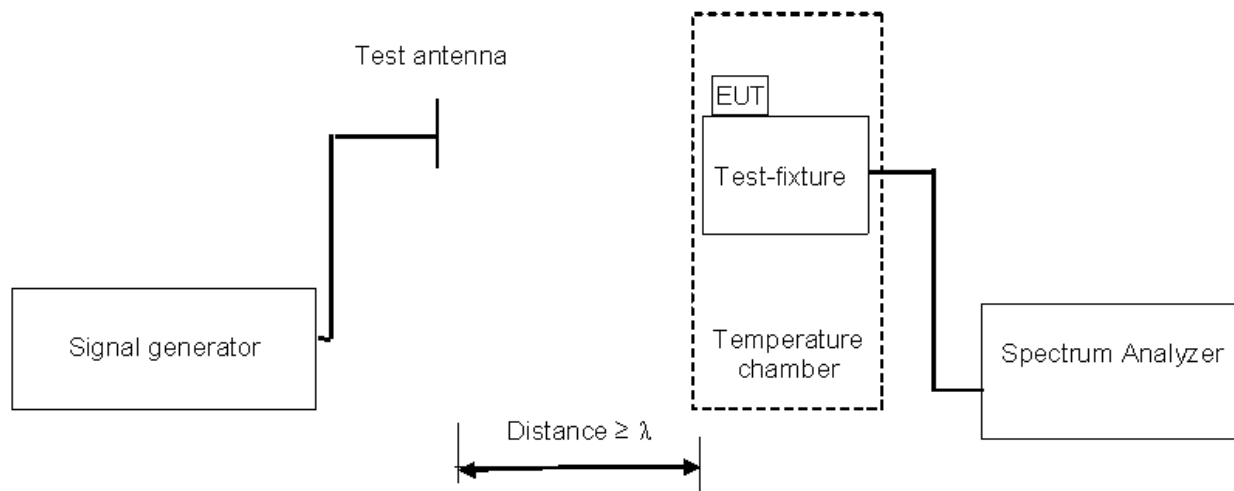 Test antenna
EUT
Test-fixture
Signal generator
Temperature
chamber
Spectrum Analyzer
Distance ≥ λ